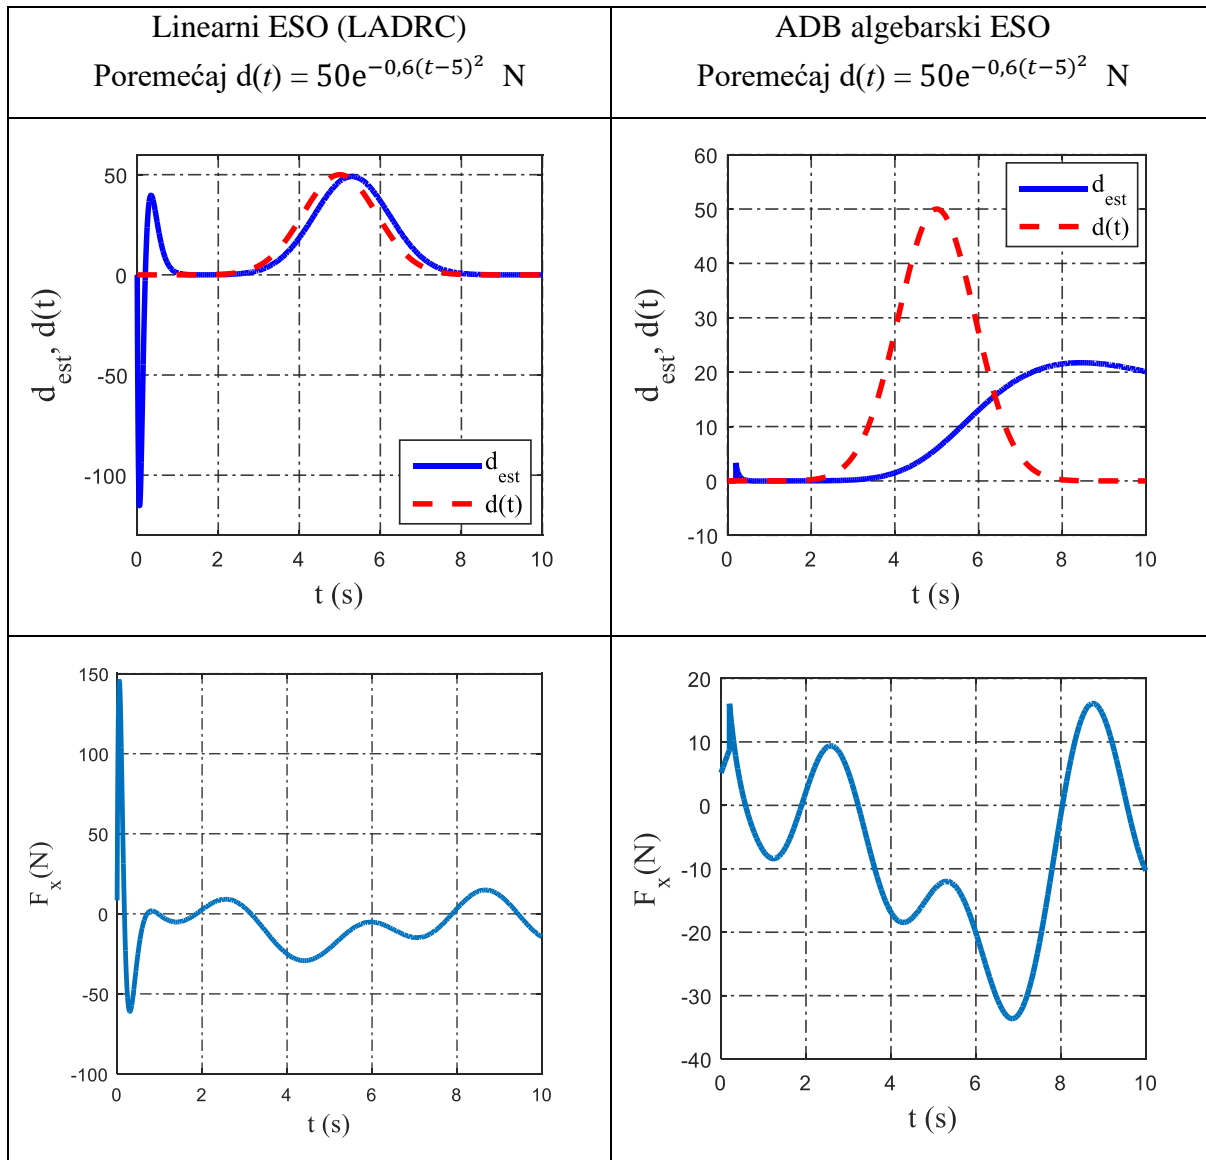 Linearni ESO (LADRC)
Poremećaj d(t) = 50e^{−0,6(t−5)^2} N
ADB algebarski ESO
Poremećaj d(t) = 50e^{−0,6(t−5)^2} N
50
0
-50
-100
d_est, d(t)
0 2 4 6 8 10
t (s)
d_est
d(t)
60
50
40
30
20
10
0
-10
d_est, d(t)
0 2 4 6 8 10
t (s)
d_est
d(t)
150
100
50
0
-50
-100
F_x(N)
0 2 4 6 8 10
t (s)
20
10
0
-10
-20
-30
-40
F_x(N)
0 2 4 6 8 10
t (s)